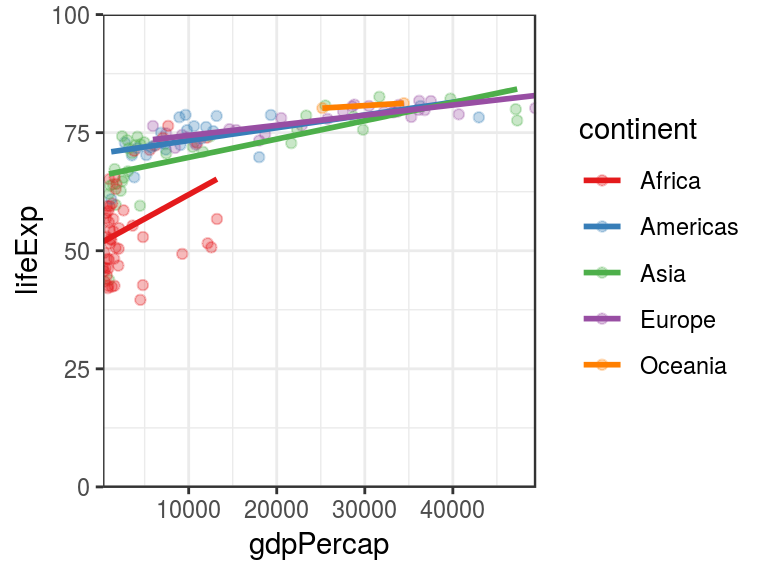 100
75
50
25
0
lifeExp
10000 20000 30000 40000
gdpPercap
continent
Africa
Americas
Asia
Europe
Oceania